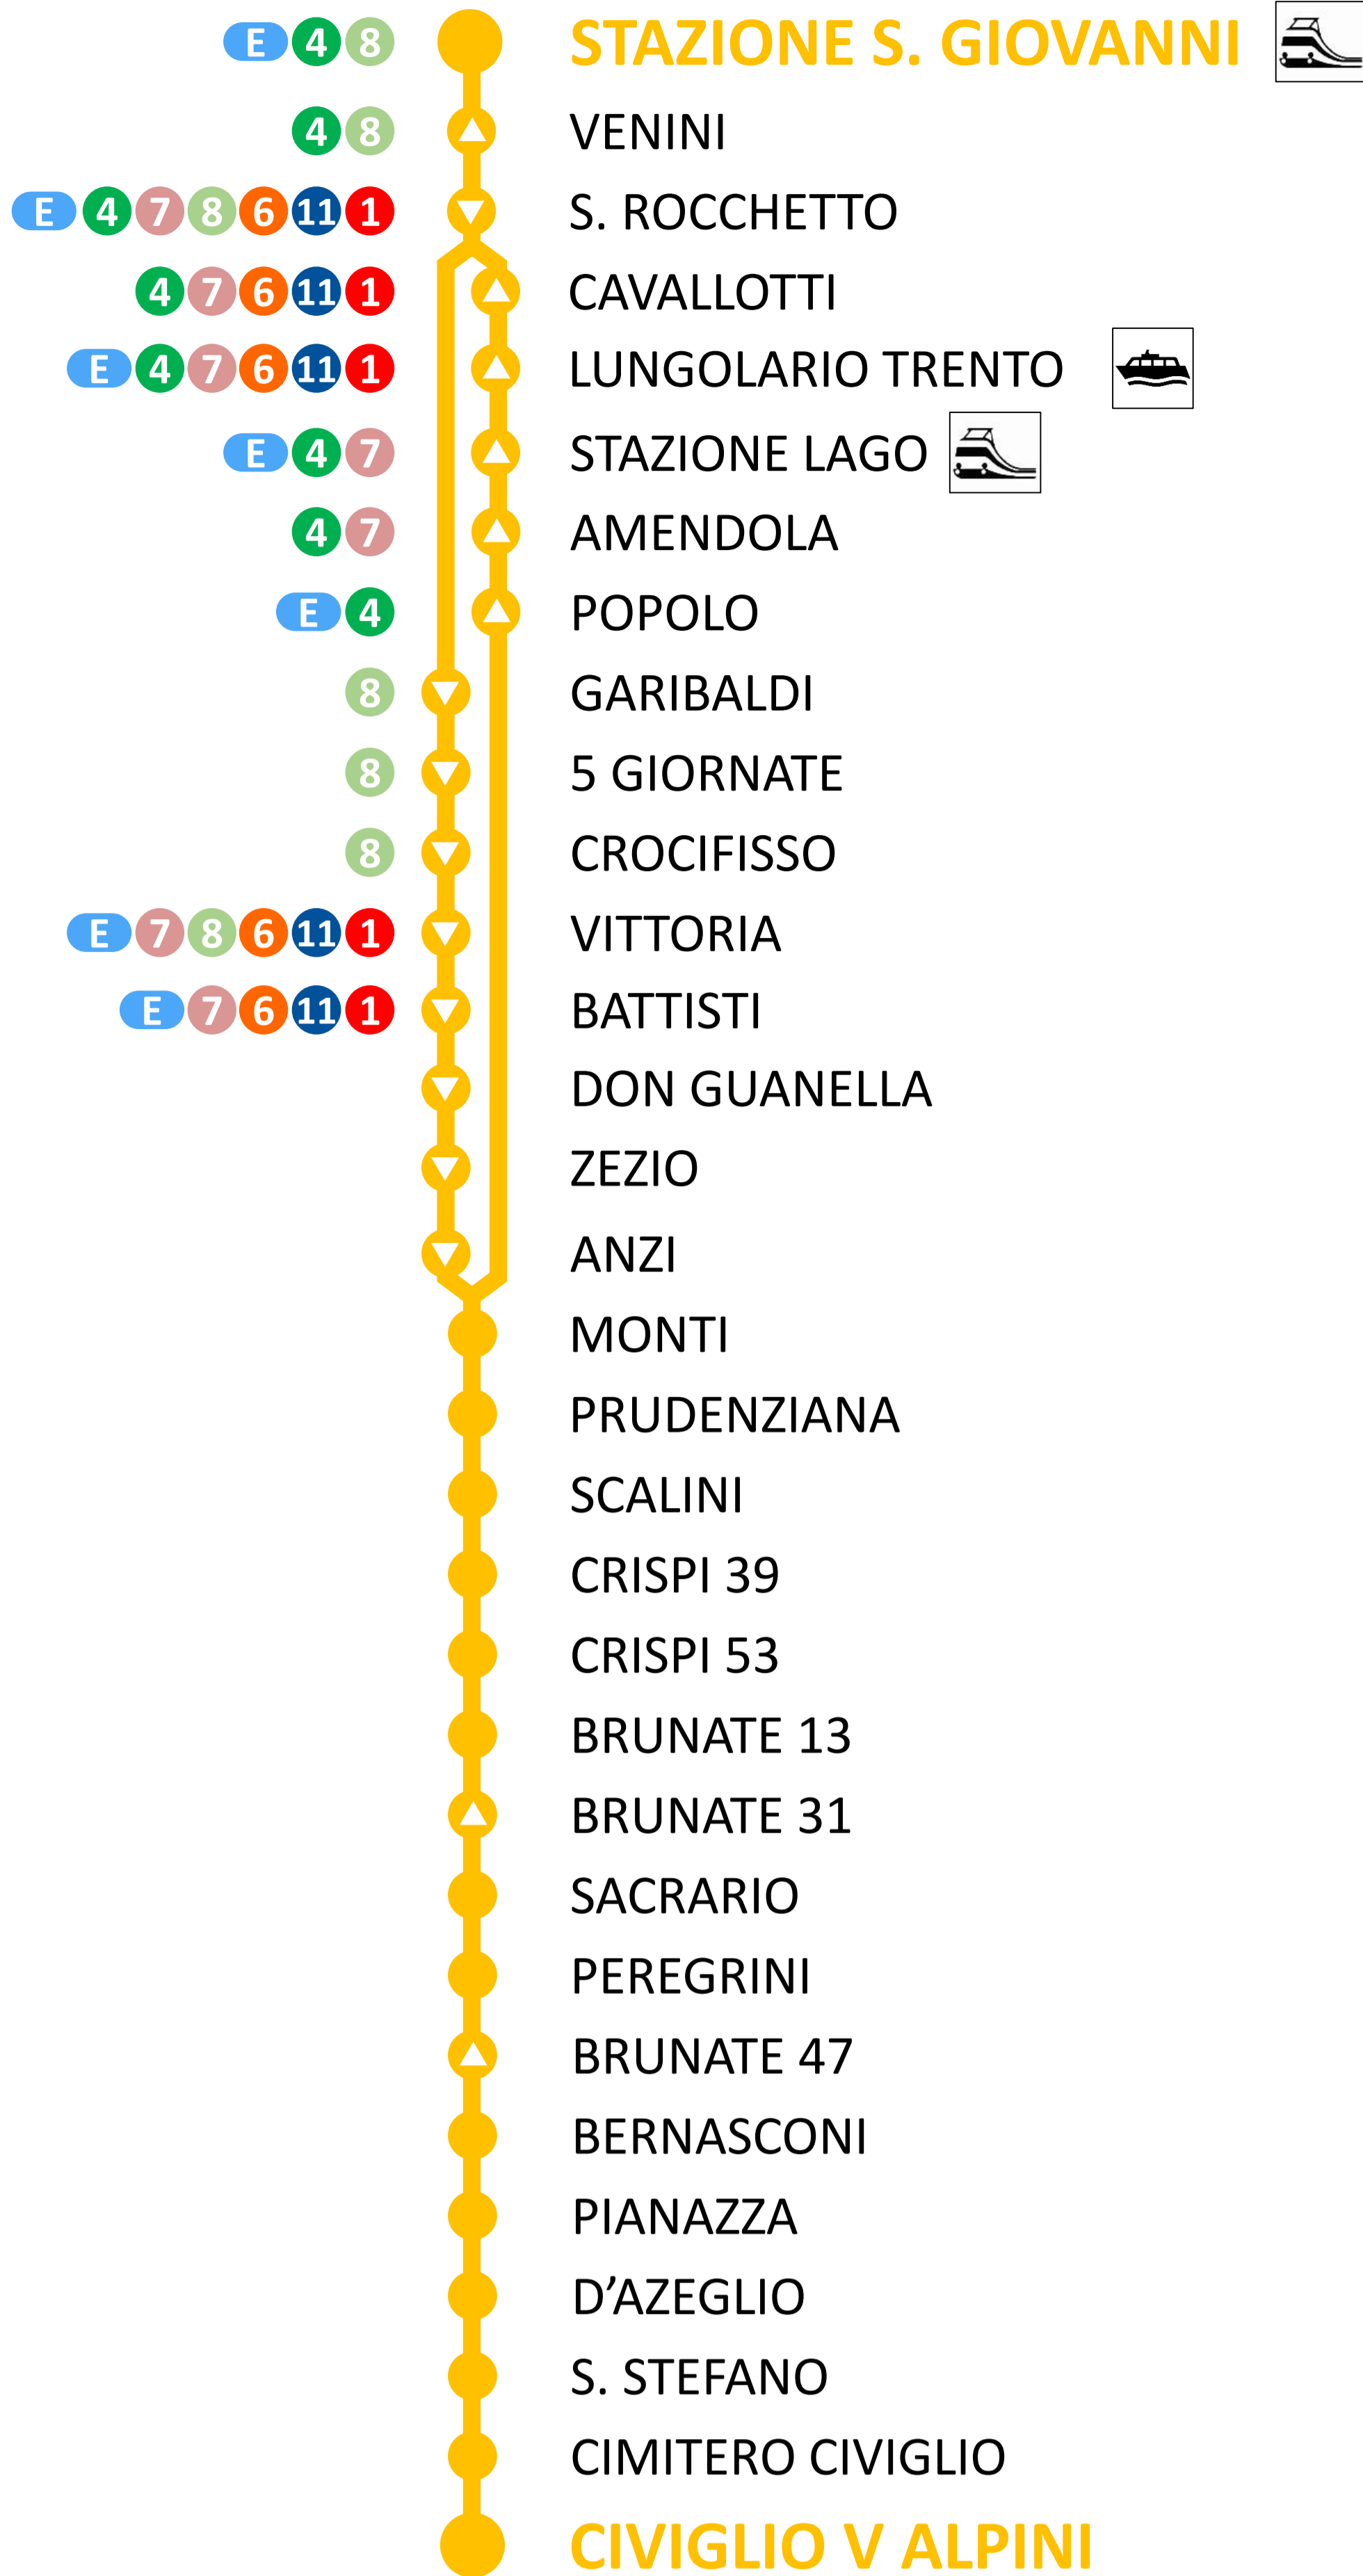 E 4 8 STAZIONE S. GIOVANNI
4 8 VENINI
E 4 7 8 6 11 1 S. ROCCHETTO
4 7 6 11 1 CAVALLOTTI
E 4 7 6 11 1 LUNGOLARIO TRENTO
E 4 7 STAZIONE LAGO
4 7 AMENDOLA
E 4 POPOLO
8 GARIBALDI
8 5 GIORNATE
8 CROCIFISSO
E 7 8 6 11 1 VITTORIA
E 7 6 11 1 BATTISTI
DON GUANELLA
ZEZIO
ANZI
MONTI
PRUDENZIANA
SCALINI
CRISPI 39
CRISPI 53
BRUNATE 13
BRUNATE 31
SACRARIO
PEREGRINI
BRUNATE 47
BERNASCONI
PIANAZZA
D’AZEGLIO
S. STEFANO
CIMITERO CIVIGLIO
CIVIGLIO V ALPINI